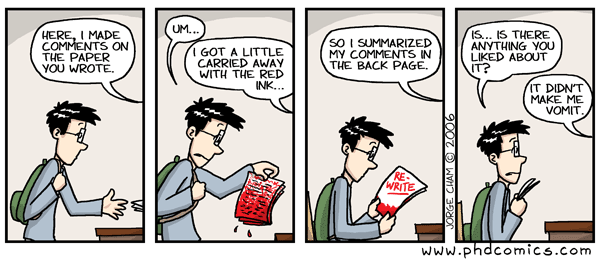 HERE, I MADE
COMMENTS ON
THE PAPER
YOU WROTE.
UM...
I GOT A LITTLE
CARRIED AWAY
WITH THE RED
INK...
SO I SUMMARIZED
MY COMMENTS IN
THE BACK PAGE.
RE-
WRITE
JORGE CHAM © 2006
IS... IS THERE
ANYTHING YOU
LIKED ABOUT
IT?
IT DIDN'T
MAKE ME
VOMIT.
www.phdcomics.com